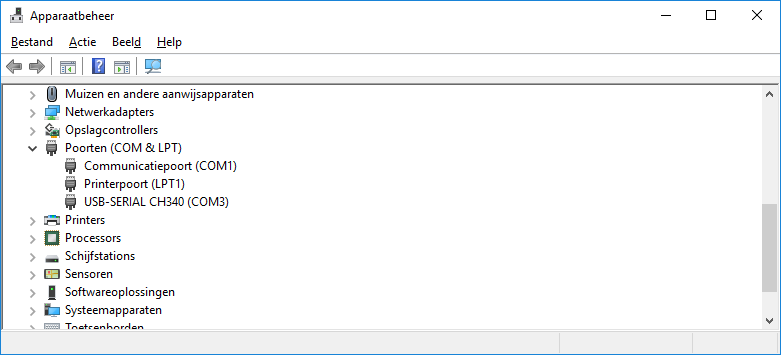 Apparaatbeheer
Bestand Actie Beeld Help
Muizen en andere aanwijsapparaten
Netwerkadapters
Opslagcontrollers
Poorten (COM & LPT)
Communicatiepoort (COM1)
Printerpoort (LPT1)
USB-SERIAL CH340 (COM3)
Printers
Processors
Schijfstations
Sensoren
Softwareoplossingen
Systeemapparaten
Toetsenborden